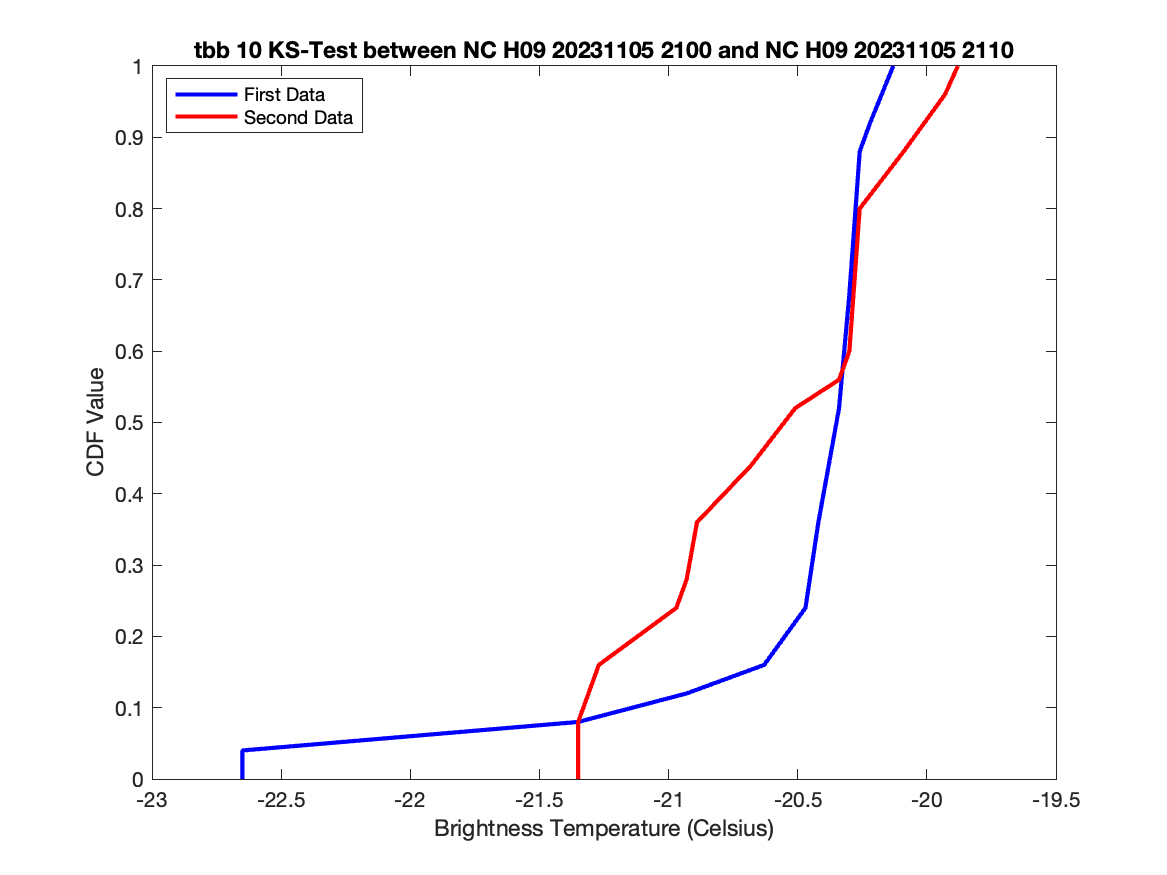 tbb 10 KS-Test between NC H09 20231105 2100 and NC H09 20231105 2110
First Data
Second Data
1
0.9
0.8
0.7
0.6
0.5
0.4
0.3
0.2
0.1
0
CDF Value
-23 -22.5 -22 -21.5 -21 -20.5 -20 -19.5
Brightness Temperature (Celsius)